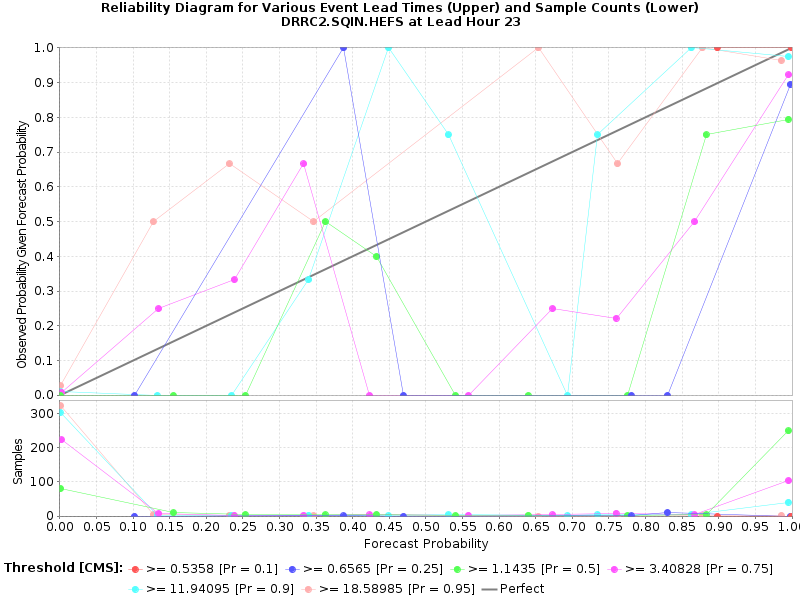 Reliability Diagram for Various Event Lead Times (Upper) and Sample Counts (Lower)
DRRC2.SQIN.HEFS at Lead Hour 23
Observed Probability Given Forecast Probability
1.0
0.9
0.8
0.7
0.6
0.5
0.4
0.3
0.2
0.1
0.0
Samples
300
200
100
0
0.00 0.05 0.10 0.15 0.20 0.25 0.30 0.35 0.40 0.45 0.50 0.55 0.60 0.65 0.70 0.75 0.80 0.85 0.90 0.95 1.0
Forecast Probability
Threshold [CMS]: >= 0.5358 [Pr = 0.1] >= 0.6565 [Pr = 0.25] >= 1.1435 [Pr = 0.5] >= 3.40828 [Pr = 0.75]
>= 11.94095 [Pr = 0.9] >= 18.58985 [Pr = 0.95] Perfect